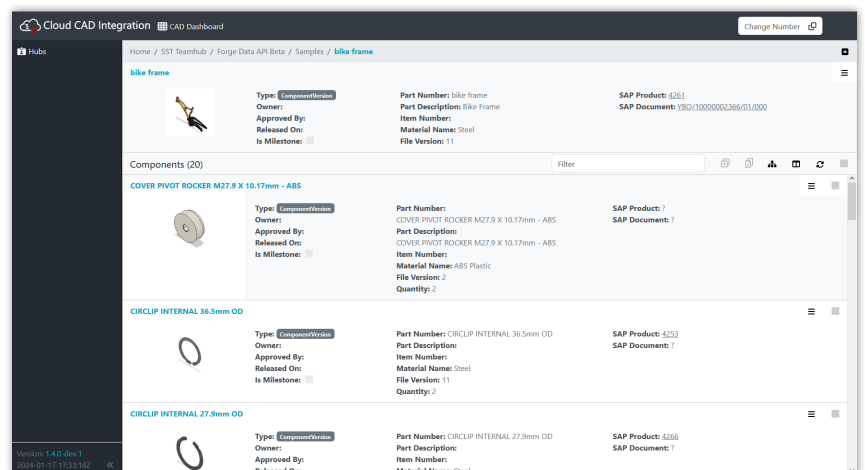 Cloud CAD Integration CAD Dashboard Change Number
Hubs
Home / SST Teamhub / Forge Data API Beta / Samples / bike frame
bike frame
Type: ComponentVersion Part Number: bike frame SAP Product: 4261
Owner: Part Description: Bike Frame SAP Document: YBO/10000002366/01/000
Approved By: Item Number:
Released On: Material Name: Steel
Is Milestone: File Version: 11
Components (20) Filter
COVER PIVOT ROCKER M27.9 X 10.17mm - ABS
Type: ComponentVersion Part Number: SAP Product: ?
Owner: COVER PIVOT ROCKER M27.9 X 10.17mm - ABS SAP Document: ?
Approved By: Part Description:
Released On: COVER PIVOT ROCKER M27.9 X 10.17mm - ABS
Is Milestone: Item Number:
Material Name: ABS Plastic
File Version: 2
Quantity: 2
CIRCLIP INTERNAL 36.5mm OD
Type: ComponentVersion Part Number: CIRCLIP INTERNAL 36.5mm OD SAP Product: 4253
Owner: Part Description: SAP Document: ?
Approved By: Item Number:
Released On: Material Name: Steel
Is Milestone: File Version: 11
Quantity: 2
CIRCLIP INTERNAL 27.9mm OD
Type: ComponentVersion Part Number: CIRCLIP INTERNAL 27.9mm OD SAP Product: 4266
Owner: Part Description: SAP Document: ?
Approved By: Item Number:
Released On: Material Name: Steel
Version: 1.4.0-dev.1
2024-01-17 17:33:18Z